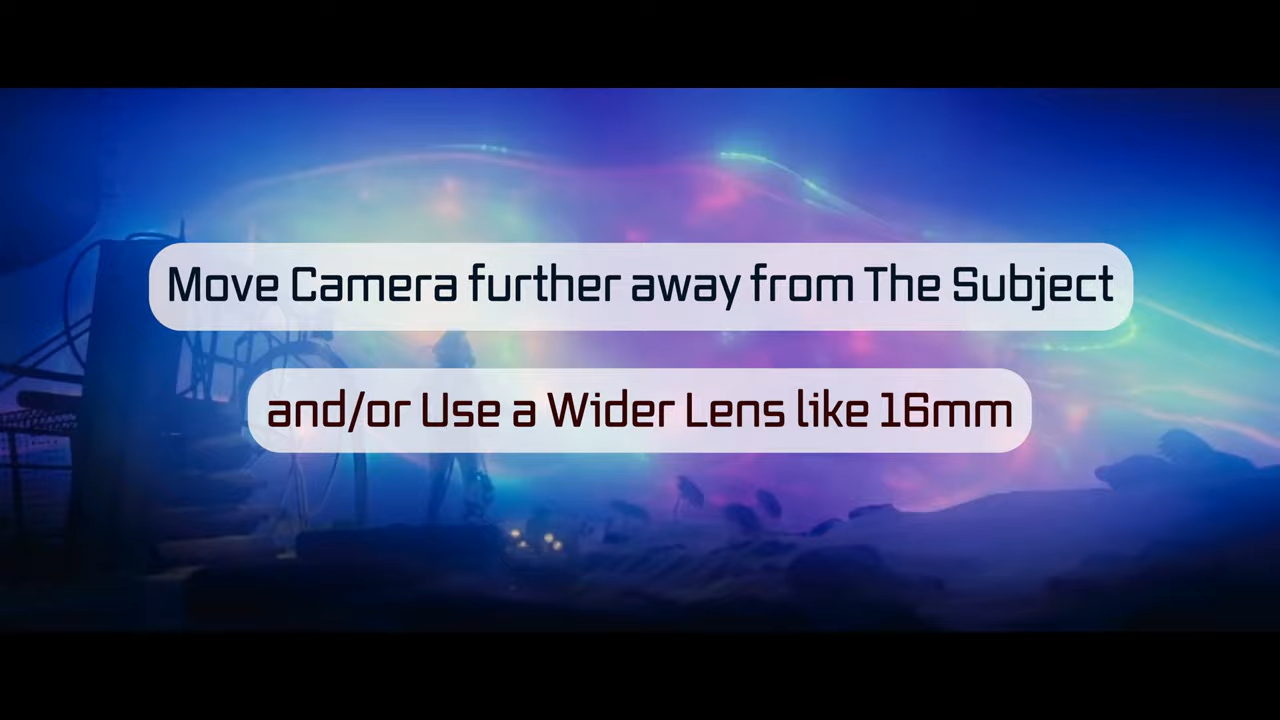 Move Camera further away from The Subject
and/or Use a Wider Lens like 16mm